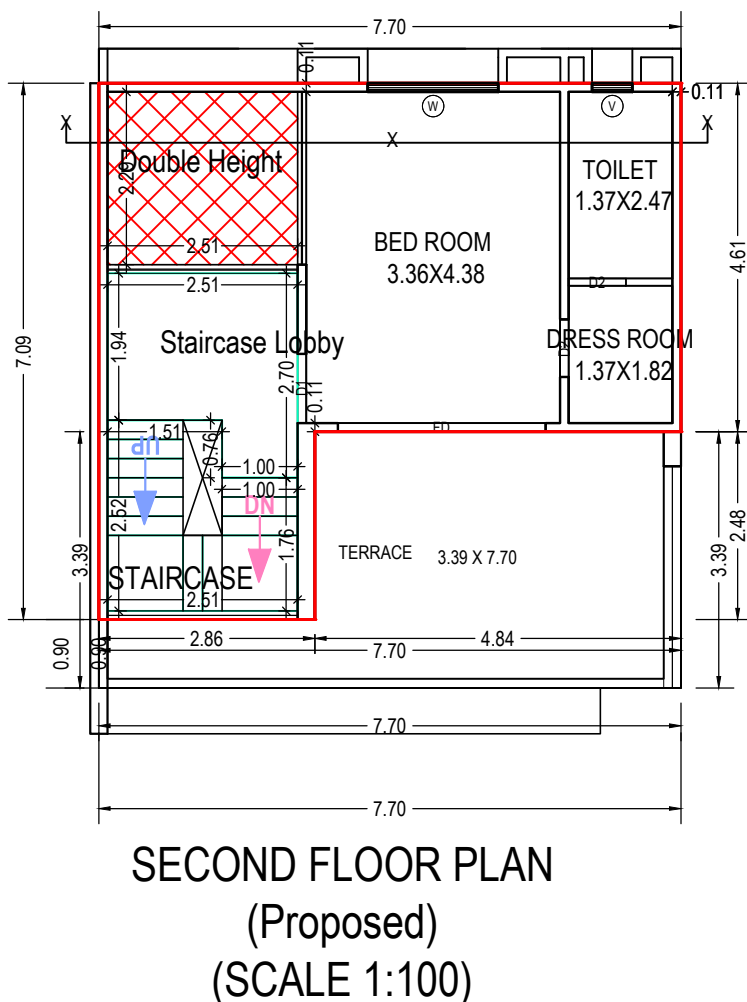 7.70
0.11
0.11
W
V
X
X
X
Double Height
2.29
TOILET
1.37X2.47
BED ROOM
3.36X4.38
2.51
2.51
D2
4.61
7.09
1.94
Staircase Lobby
2.70
DRESS ROOM
1.37X1.82
D1
0.11
1.51
0.76
UP
1.00
1.00
DN
2.52
1.76
TERRACE 3.39 X 7.70
STAIRCASE
2.51
3.39
3.39
2.48
2.86
4.84
0.90
0.90
7.70
7.70
7.70
SECOND FLOOR PLAN
(Proposed)
(SCALE 1:100)